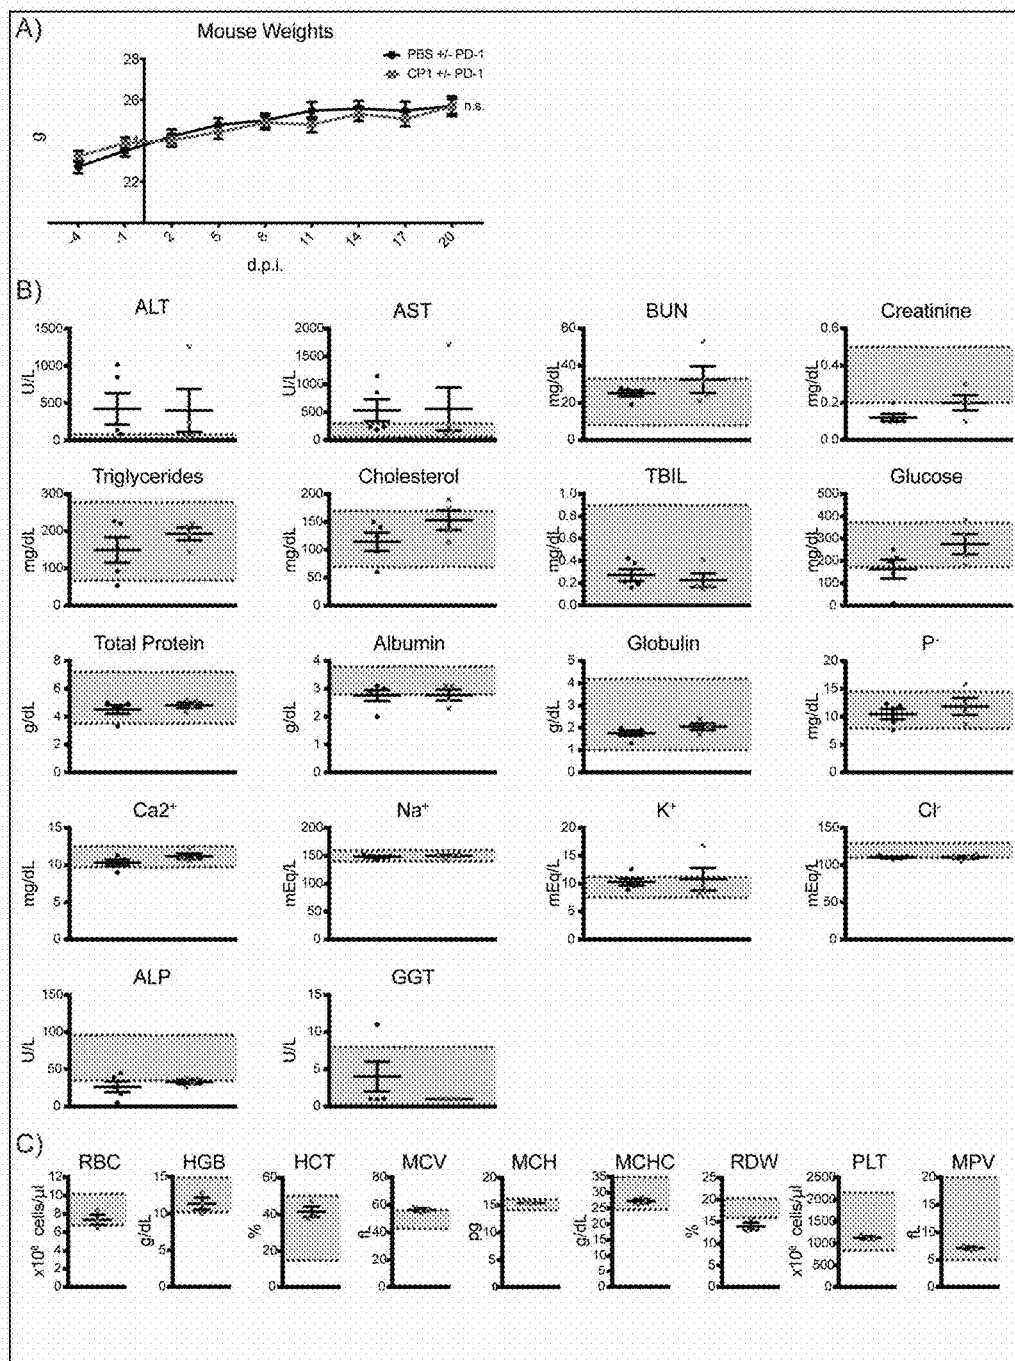 A)
Mouse Weights
PBS +/- PD-1
CP1 +/- PD-1
n.s.
g
28
26
24
22
-4 -1 2 5 8 11 14 17 20
d.p.i.
B)
ALT AST BUN Creatinine
U/L U/L mg/dL mg/dL
1500 2000 60 0.6
1000 1500 40 0.4
500 1000 20 0.2
0 500 0 0.0
0
Triglycerides Cholesterol TBIL Glucose
mg/dL mg/dL mg/dL mg/dL
300 200 1.0 500
200 150 0.8 400
100 100 0.6 300
0 50 0.4 200
0 0.2 100
0.0 0
Total Protein Albumin Globulin P-
g/dL g/dL g/dL mg/dL
8 4 5 20
6 3 4 15
4 2 3 10
2 1 2 5
0 0 1 0
0
Ca2+ Na+ K+ Cl-
mg/dL mEq/L mEq/L mEq/L
15 200 20 150
10 150 15 100
5 100 10 50
0 50 5 0
0 0
ALP GGT
U/L U/L
150 15
100 10
50 5
0 0
C)
RBC HGB HCT MCV MCH MCHC RDW PLT MPV
g/dL % fL pg g/dL % fL
12 15 60 80 20 35 25 2500 20
10 10 40 60 15 30 20 2000 15
8 5 20 40 10 25 15 1500 10
6 0 0 20 5 20 10 1000 5
4 0 0 15 5 500 0
2 10 0 0
0 5
0